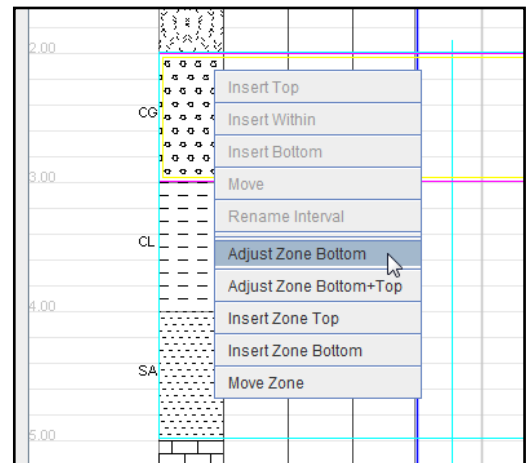 2.00
CG
3.00
CL
4.00
SA
5.00
Insert Top
Insert Within
Insert Bottom
Move
Rename Interval
Adjust Zone Bottom
Adjust Zone Bottom+Top
Insert Zone Top
Insert Zone Bottom
Move Zone